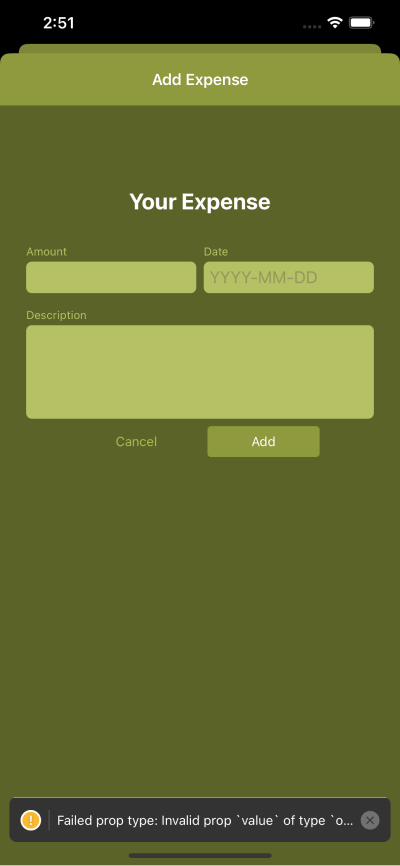 2:51
Add Expense
Your Expense
Amount
Date
YYYY-MM-DD
Description
Cancel
Add
Failed prop type: Invalid prop `value` of type `o...